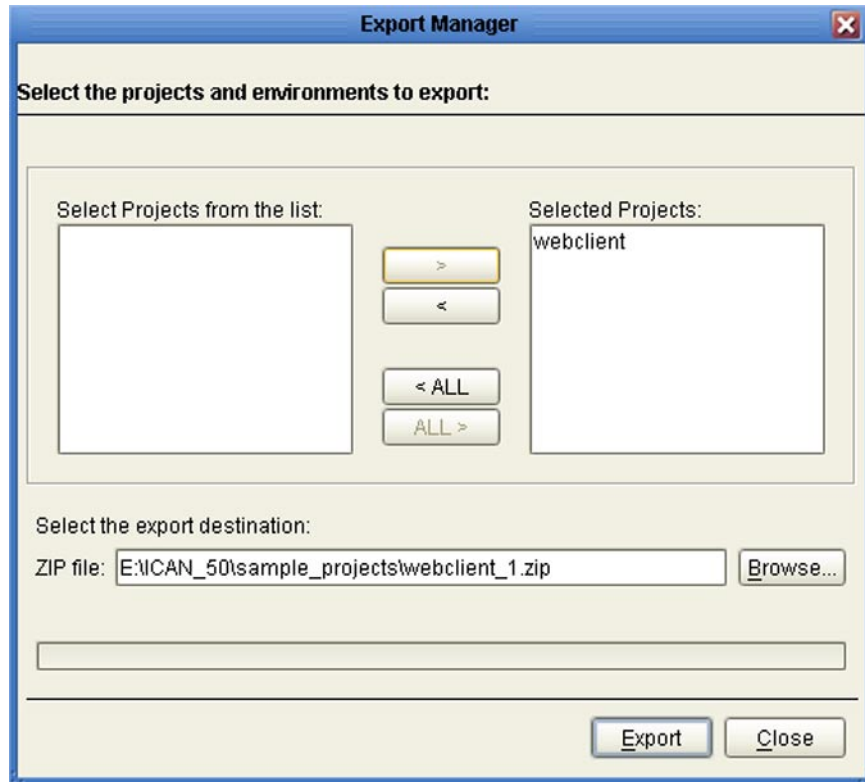 Export Manager
Select the projects and environments to export:
Select Projects from the list:
Selected Projects:
webclient
>
<
< ALL
ALL >
Select the export destination:
ZIP file: E:\ICAN_50\sample_projects\webclient_1.zip Browse...
Export Close